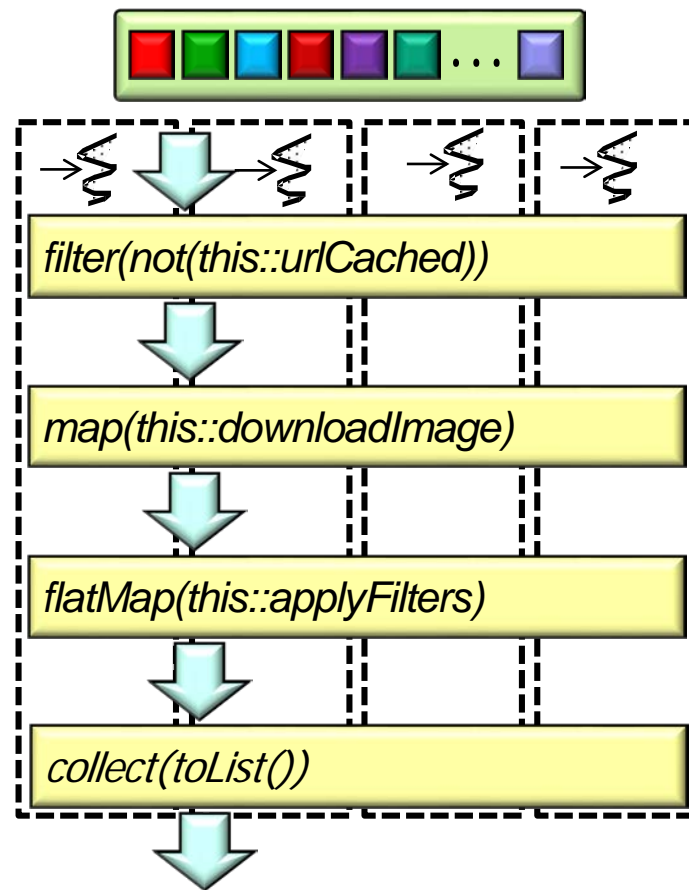 ...
filter(not(this::urlCached))
map(this::downloadImage)
flatMap(this::applyFilters)
collect(toList())